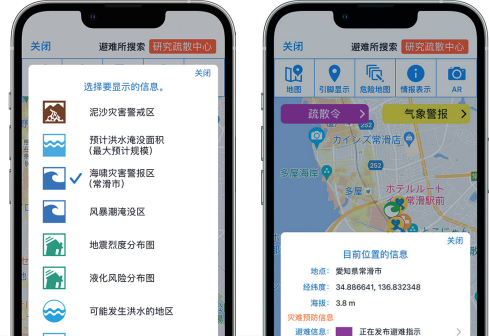 关闭
避难所搜索
研究疏散中心
关闭
选择要显示的信息。
泥沙灾害警戒区
预计洪水淹没面积
(最大预计规模)
海啸灾害警报区
(常滑市)
风暴潮淹没区
地震烈度分布图
液化风险分布图
可能发生洪水的地区
关闭
避难所搜索
研究疏散中心
地图
引脚显示
危险地图
情报表示
AR
疏散令
气象警报
252
カインズ常滑店
多屋海岸
多屋
252
ホテルルート
イン常滑駅前
关闭
目前位置的信息
地点: 愛知県常滑市
经纬度: 34.886641, 136.832348
海拔: 3.8 m
灾难预防信息
避难信息: 正在发布避难指示